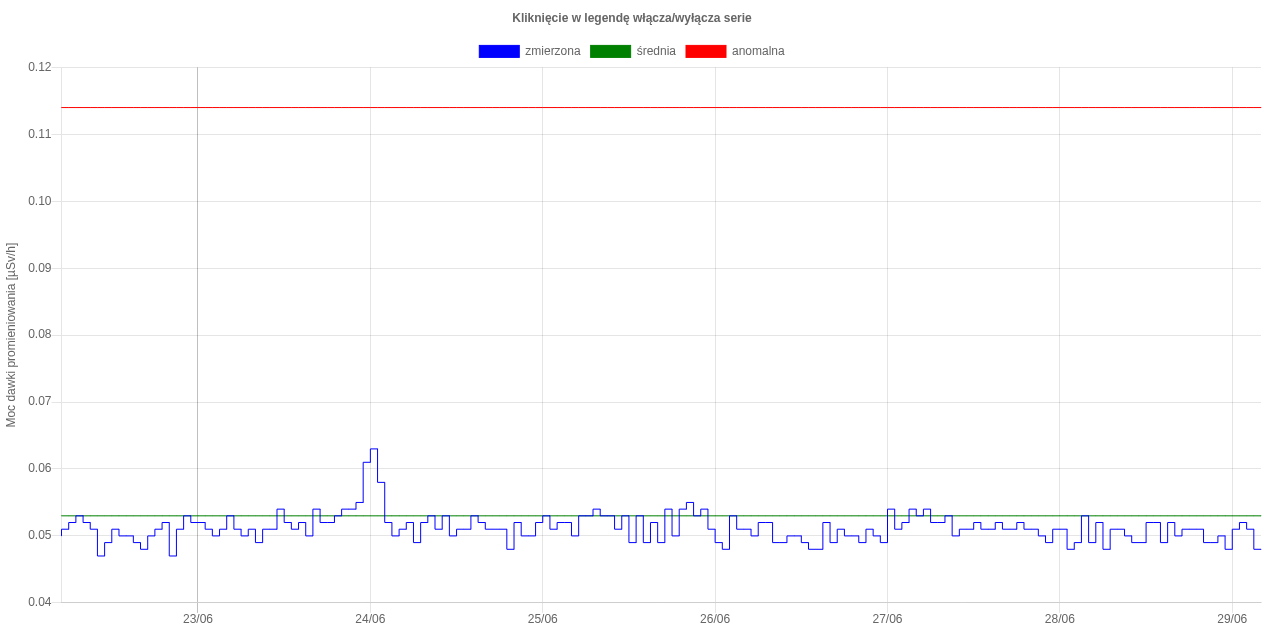 Kliknięcie w legendę włącza/wyłącza serie
zmierzona średnia anomalna
Moc dawki promieniowania [µSv/h]
0.12
0.11
0.10
0.09
0.08
0.07
0.06
0.05
0.04
23/06 24/06 25/06 26/06 27/06 28/06 29/06